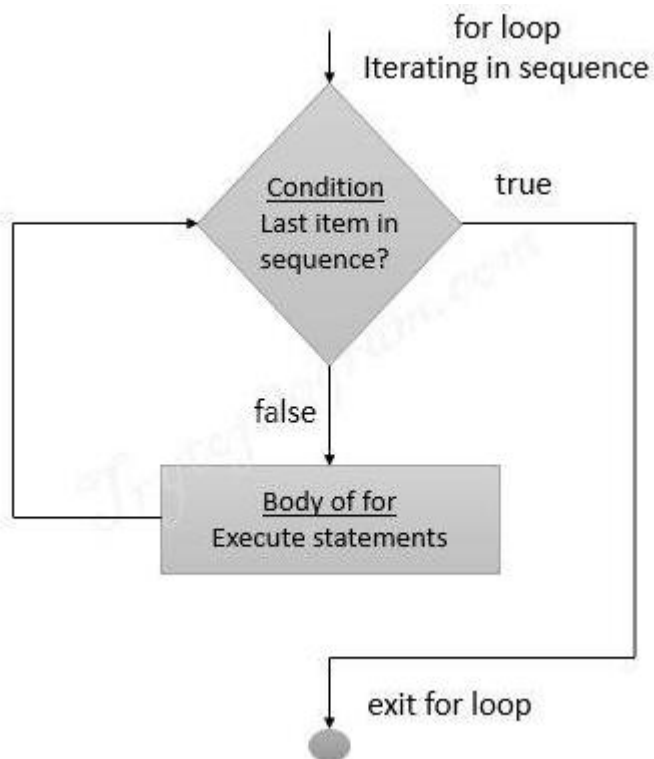 for loop
Iterating in sequence
Condition
Last item in
sequence?
true
false
Body of for
Execute statements
exit for loop